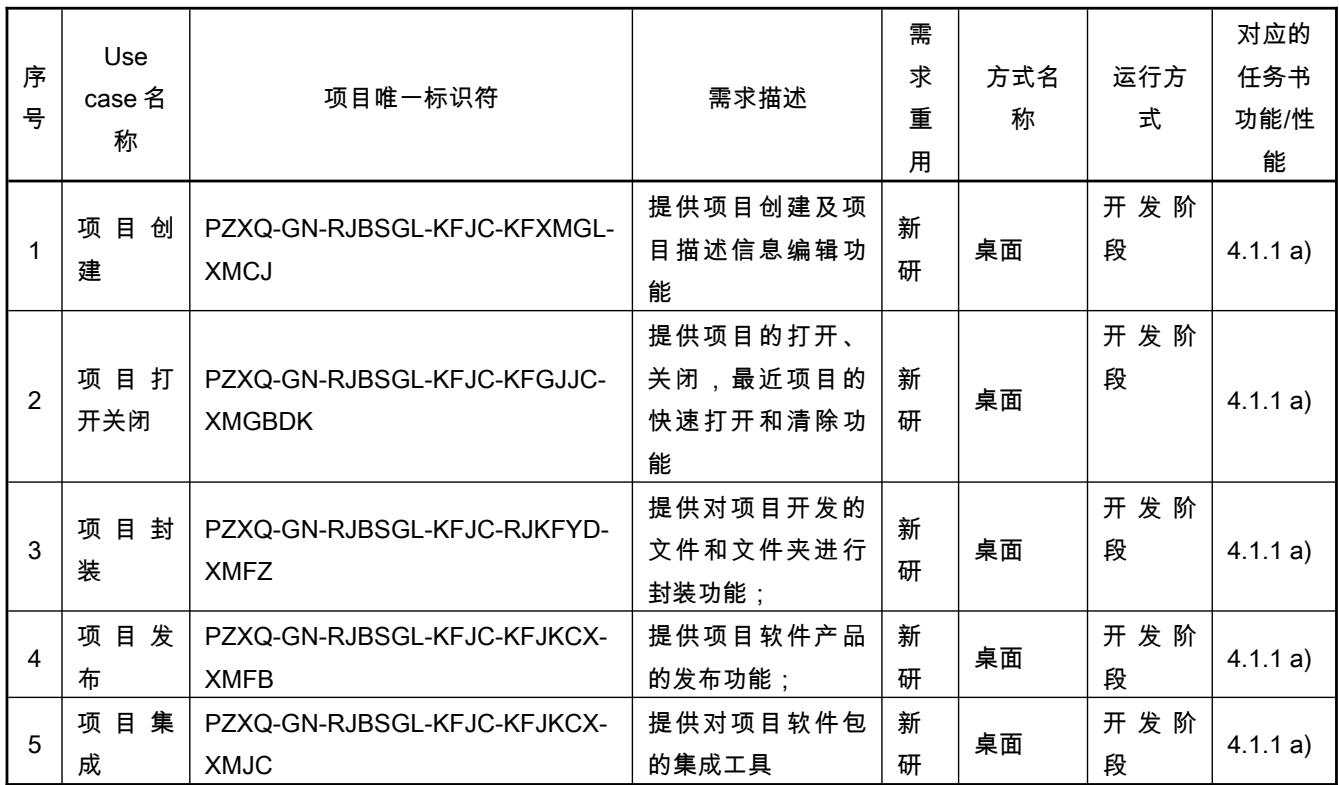 序号
Use case 名称
项目唯一标识符
需求描述
需求重用
方式名称
运行方式
对应的任务书功能/性能
1
项目创建
PZXQ-GN-RJBSGL-KFJC-KFXMGL-
XMCJ
提供项目创建及项
目描述信息编辑功
能
新研
桌面
开发阶段
4.1.1 a)
2
项目打开关闭
PZXQ-GN-RJBSGL-KFJC-KFGJJC-
XMGBDK
提供项目的打开、
关闭，最近项目的
快速打开和清除功
能
新研
桌面
开发阶段
4.1.1 a)
3
项目封装
PZXQ-GN-RJBSGL-KFJC-RJKFYD-
XMFZ
提供对项目开发的
文件和文件夹进行
封装功能；
新研
桌面
开发阶段
4.1.1 a)
4
项目发布
PZXQ-GN-RJBSGL-KFJC-KFJKCX-
XMFB
提供项目软件产品
的发布功能；
新研
桌面
开发阶段
4.1.1 a)
5
项目集成
PZXQ-GN-RJBSGL-KFJC-KFJKCX-
XMJC
提供对项目软件包
的集成工具
新研
桌面
开发阶段
4.1.1 a)